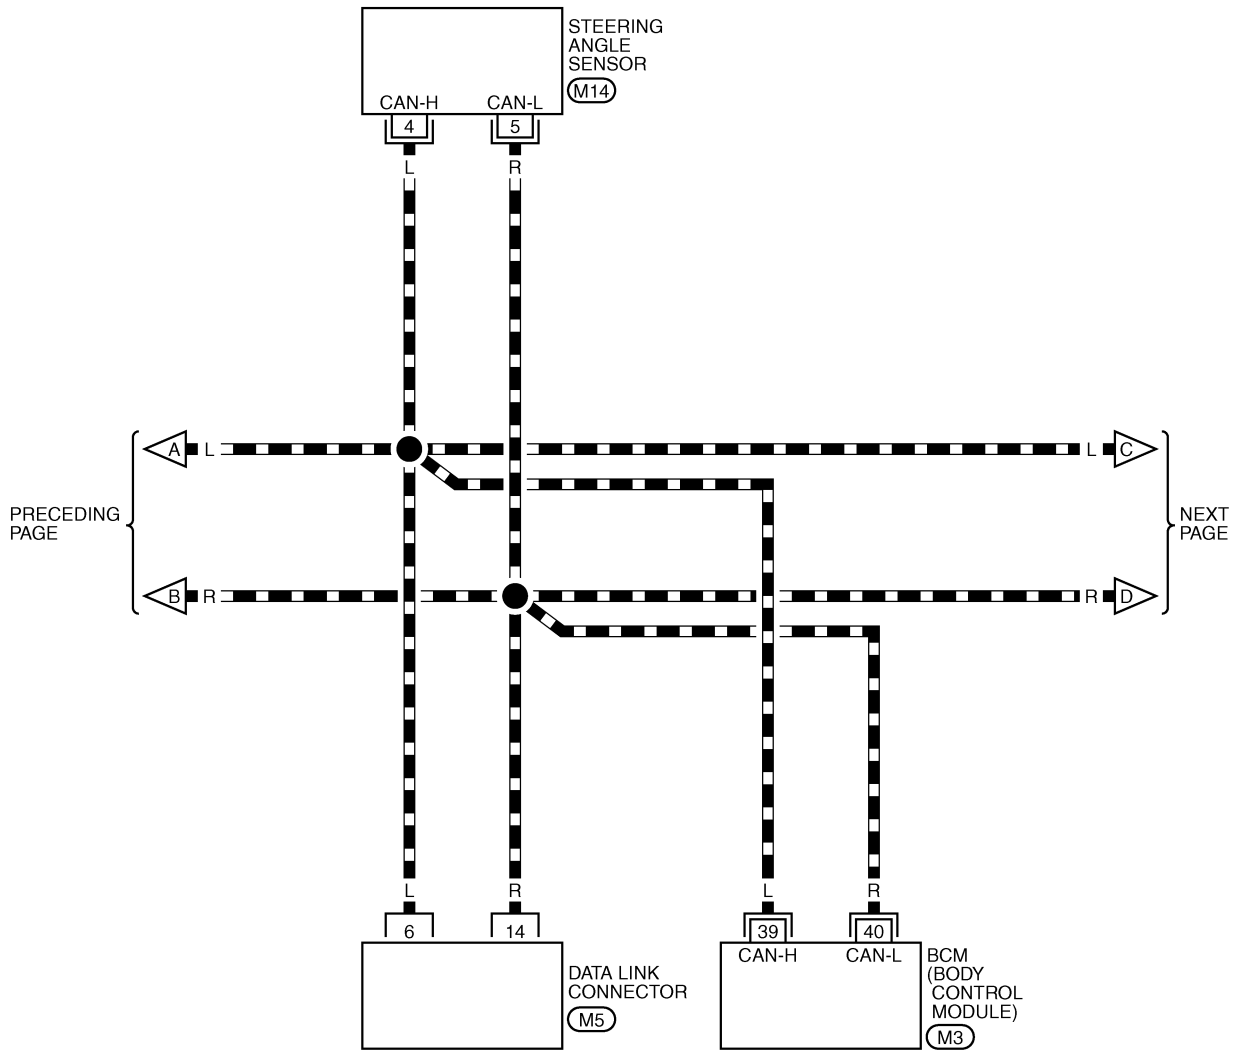 STEERING
ANGLE
SENSOR
M14
CAN-H
CAN-L
4
5
L
R
A
L
L
C
PRECEDING
PAGE
NEXT
PAGE
B
R
R
D
L
R
L
R
6
14
39
40
CAN-H
CAN-L
DATA LINK
CONNECTOR
M5
BCM
(BODY
CONTROL
MODULE)
M3